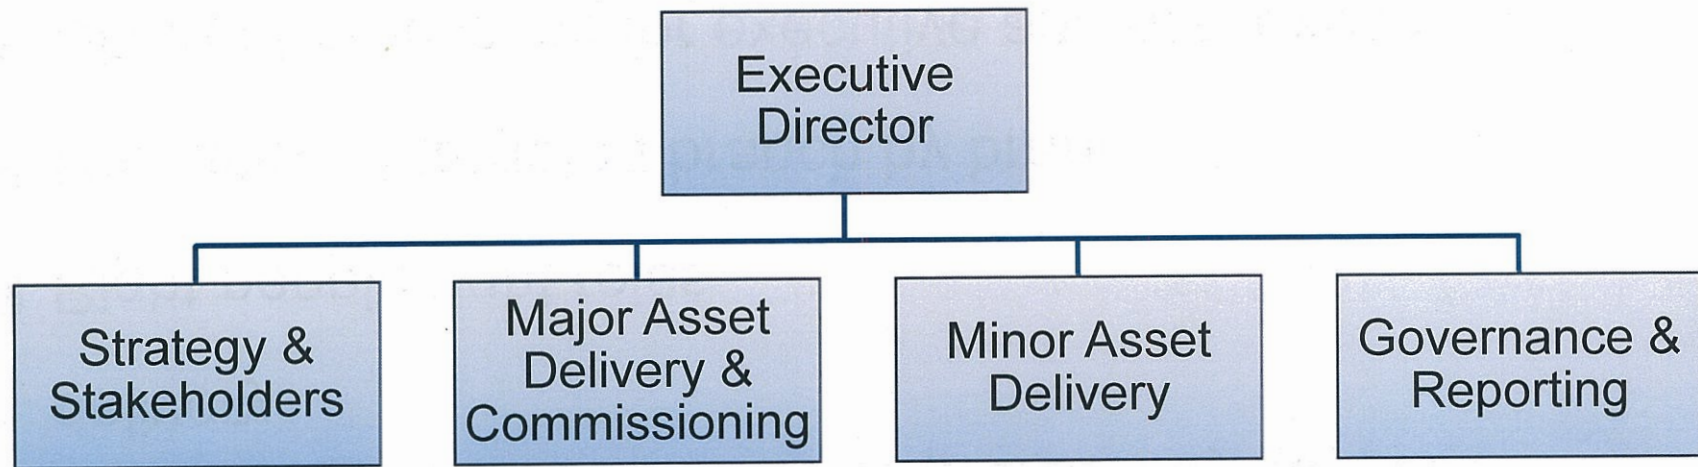 Executive
Director
Strategy &
Stakeholders
Major Asset
Delivery &
Commissioning
Minor Asset
Delivery
Governance &
Reporting